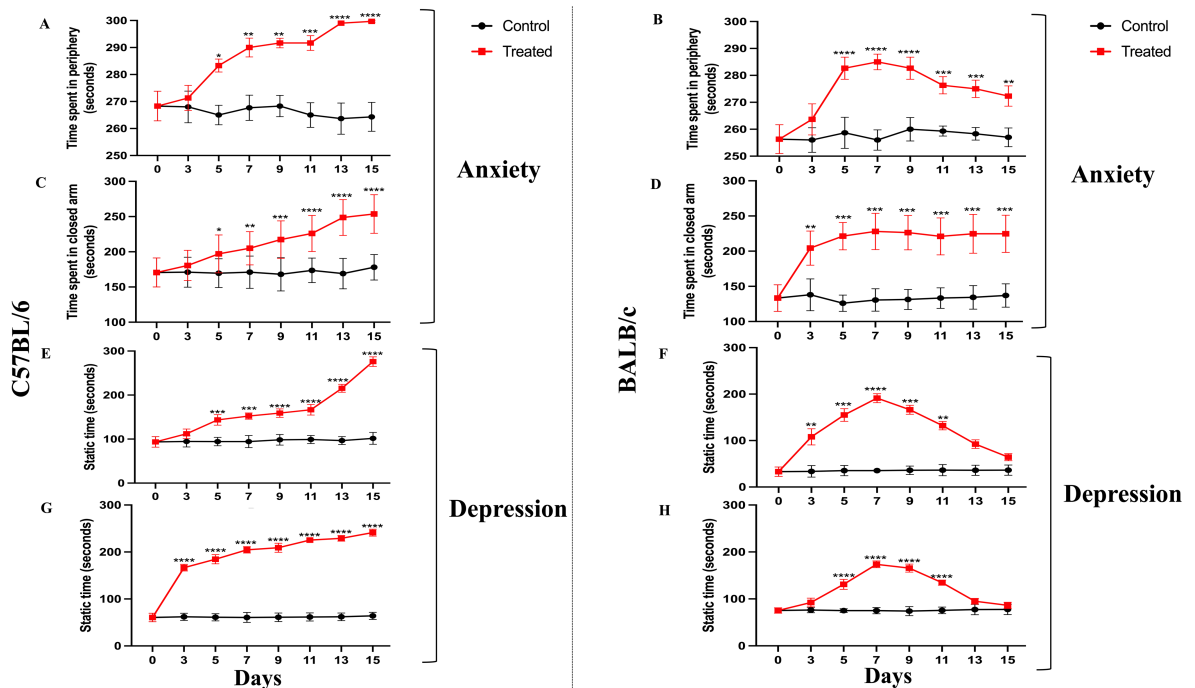 A
Time spent in periphery
(seconds)
300
290
280
270
260
250
*
**
**
***
****
****
0 3 5 7 9 11 13 15
Control
Treated
B
Time spent in periphery
(seconds)
300
290
280
270
260
250
****
****
****
***
***
**
0 3 5 7 9 11 13 15
Control
Treated
C
Time spent in closed arm
(seconds)
300
250
200
150
100
*
**
***
****
****
****
0 3 5 7 9 11 13 15
Anxiety
D
Time spent in closed arm
(seconds)
300
250
200
150
100
**
***
***
***
***
***
***
0 3 5 7 9 11 13 15
Anxiety
C57BL/6
BALB/c
E
Static time (seconds)
300
200
100
0
***
***
****
****
****
****
0 3 5 7 9 11 13 15
F
Static time (seconds)
300
200
100
0
**
***
****
***
**
0 3 5 7 9 11 13 15
G
Static time (seconds)
300
200
100
0
****
****
****
****
****
****
****
0 3 5 7 9 11 13 15
Days
Depression
H
Static time (seconds)
300
200
100
0
****
****
****
****
0 3 5 7 9 11 13 15
Days
Depression